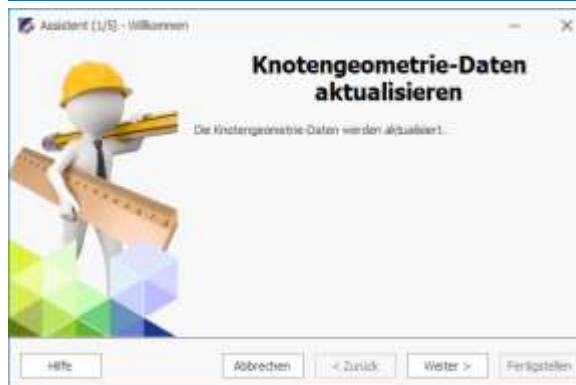 Assistent (1/5) - Willkommen
Knotengeometrie-Daten
aktualisieren
Die Knotengeometrie-Daten werden aktualisiert.
Hilfe
Abbrechen
< Zurück
Weiter >
Fertigstellen